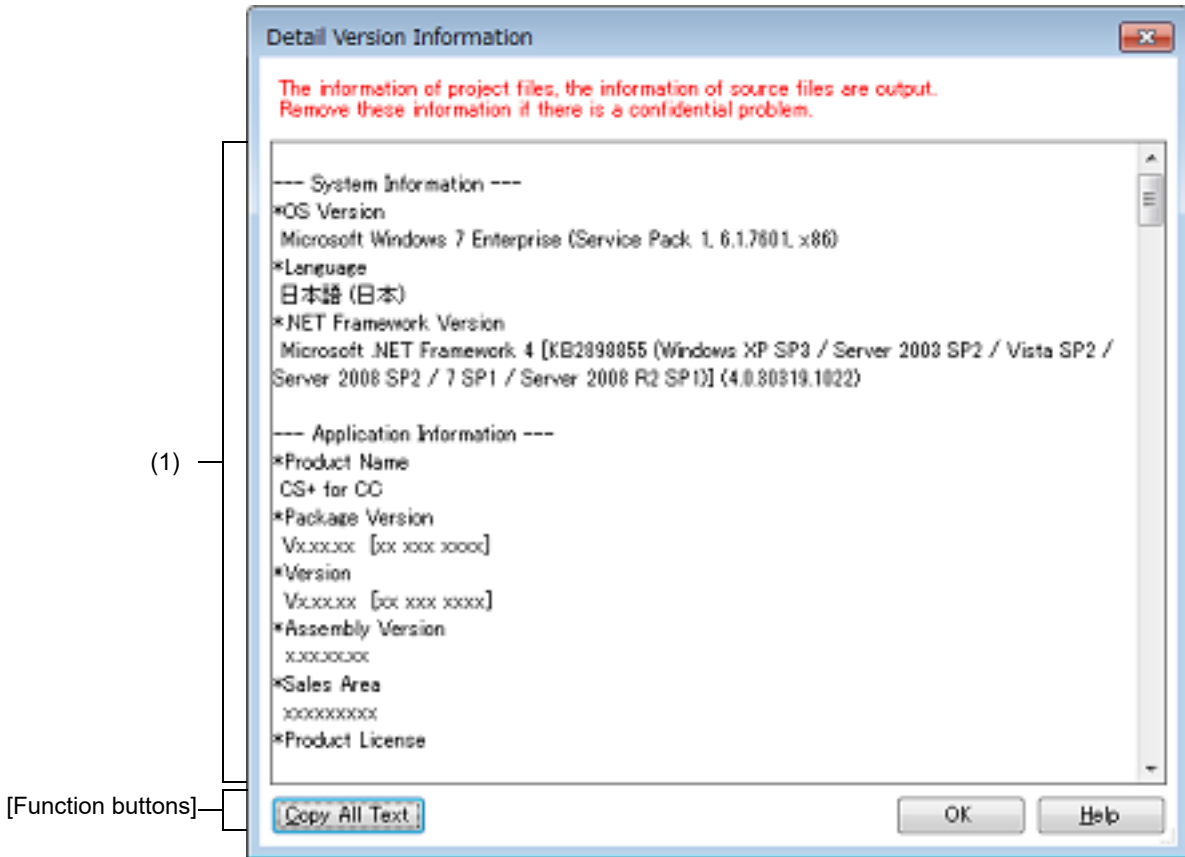 Detail Version Information
The information of project files, the information of source files are output.
Remove these information if there is a confidential problem.
--- System Information ---
*OS Version
Microsoft Windows 7 Enterprise (Service Pack 1, 6.1.7601, x86)
*Language
日本語 (日本)
*.NET Framework Version
Microsoft .NET Framework 4 [KB2898855 (Windows XP SP3 / Server 2003 SP2 / Vista SP2 /
Server 2008 SP2 / 7 SP1 / Server 2008 R2 SP1)] (4.0.30319.1022)
--- Application Information ---
(1)
*Product Name
CS+ for CC
*Package Version
Vx.xx.xx [xx xxx xxxx]
*Version
Vx.xx.xx [xx xxx xxxx]
*Assembly Version
x.xx.xx.xx
*Sales Area
xxxxxxxxx
*Product License
[Function buttons]
Copy All Text
OK
Help